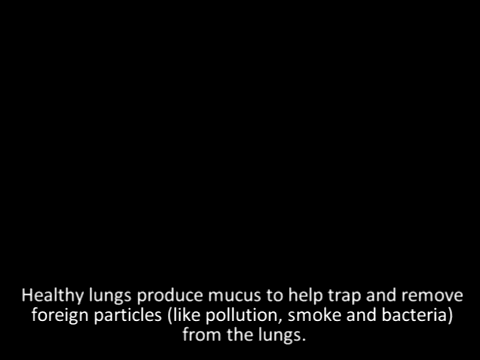 Healthy lungs produce mucus to help trap and remove
foreign particles (like pollution, smoke and bacteria)
from the lungs.